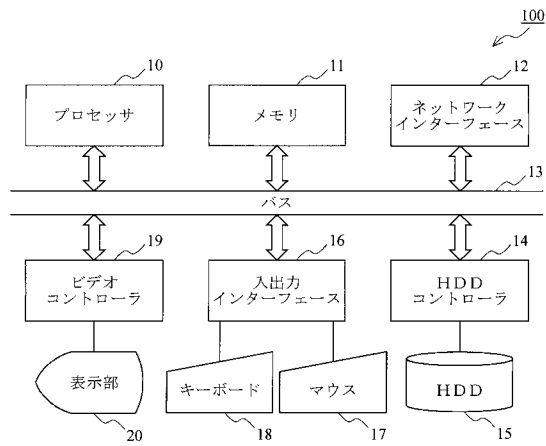 100
10
11
12
プロセッサ
メモリ
ネットワーク
インターフェース
13
バス
19
16
14
ビデオ
コントローラ
入出力
インターフェース
HDD
コントローラ
表示部
キーボード
マウス
HDD
20
18
17
15